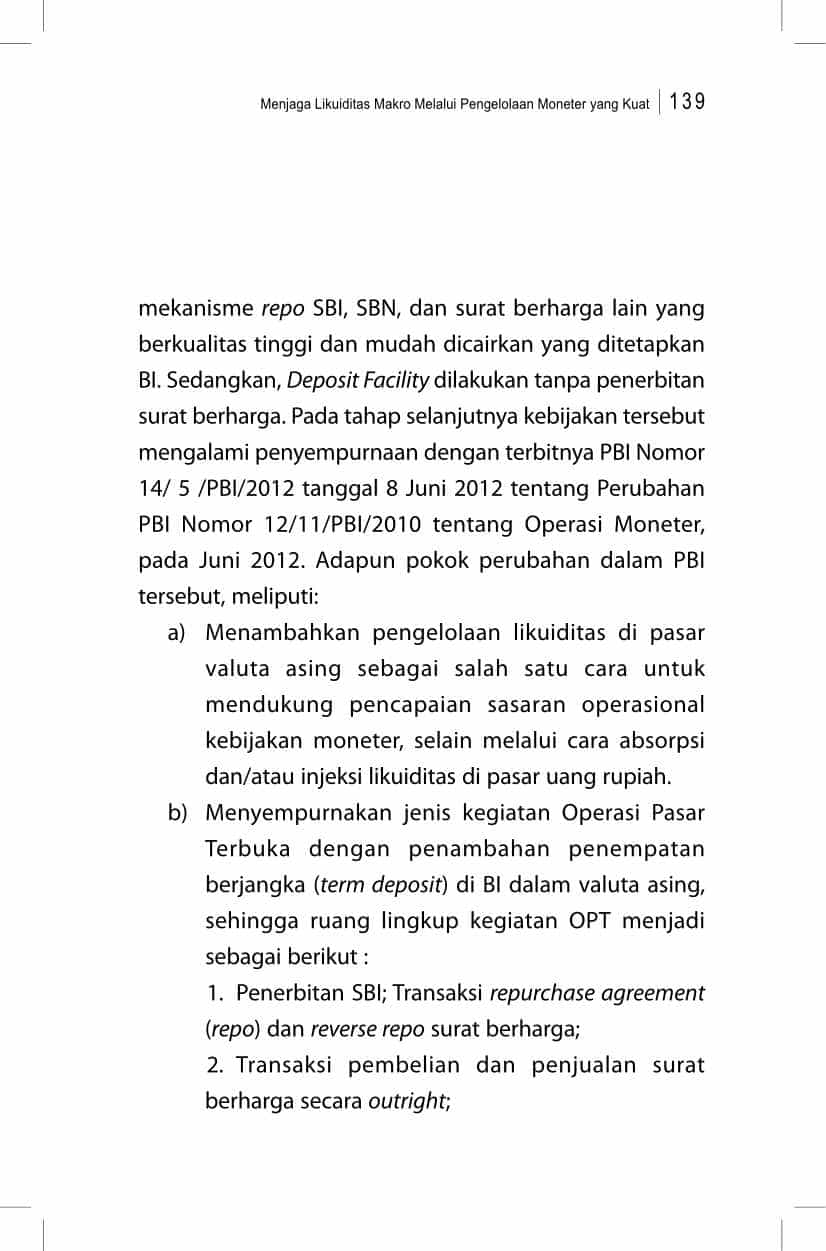 Menjaga Likuiditas Makro Melalui Pengelolaan Moneter yang Kuat 139
mekanisme repo SBI, SBN, dan surat berharga lain yang
berkualitas tinggi dan mudah dicairkan yang ditetapkan
BI. Sedangkan, Deposit Facility dilakukan tanpa penerbitan
surat berharga. Pada tahap selanjutnya kebijakan tersebut
mengalami penyempurnaan dengan terbitnya PBI Nomor
14/ 5 /PBI/2012 tanggal 8 Juni 2012 tentang Perubahan
PBI Nomor 12/11/PBI/2010 tentang Operasi Moneter,
pada Juni 2012. Adapun pokok perubahan dalam PBI
tersebut, meliputi:
a) Menambahkan pengelolaan likuiditas di pasar
valuta asing sebagai salah satu cara untuk
mendukung pencapaian sasaran operasional
kebijakan moneter, selain melalui cara absorpsi
dan/atau injeksi likuiditas di pasar uang rupiah.
b) Menyempurnakan jenis kegiatan Operasi Pasar
Terbuka dengan penambahan penempatan
berjangka (term deposit) di BI dalam valuta asing,
sehingga ruang lingkup kegiatan OPT menjadi
sebagai berikut :
1. Penerbitan SBI; Transaksi repurchase agreement
(repo) dan reverse repo surat berharga;
2. Transaksi pembelian dan penjualan surat
berharga secara outright;